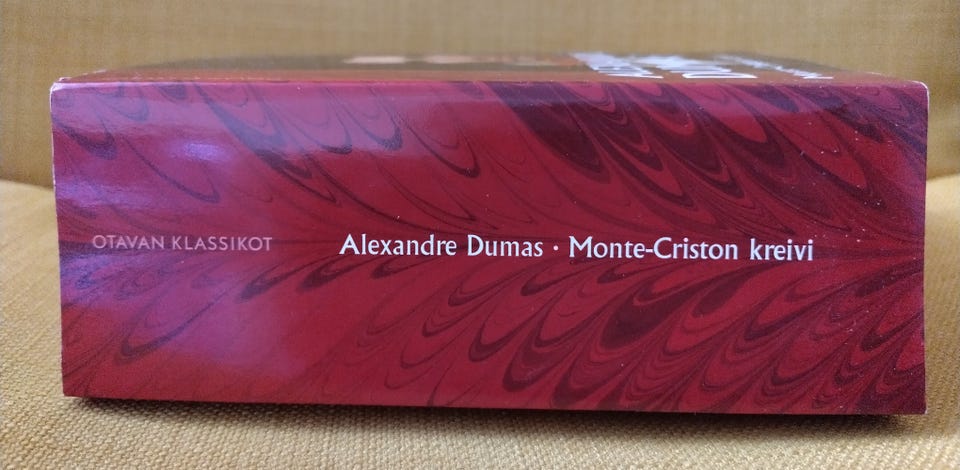 OTAVAN KLASSIKOT
Alexandre Dumas · Monte-Criston kreivi